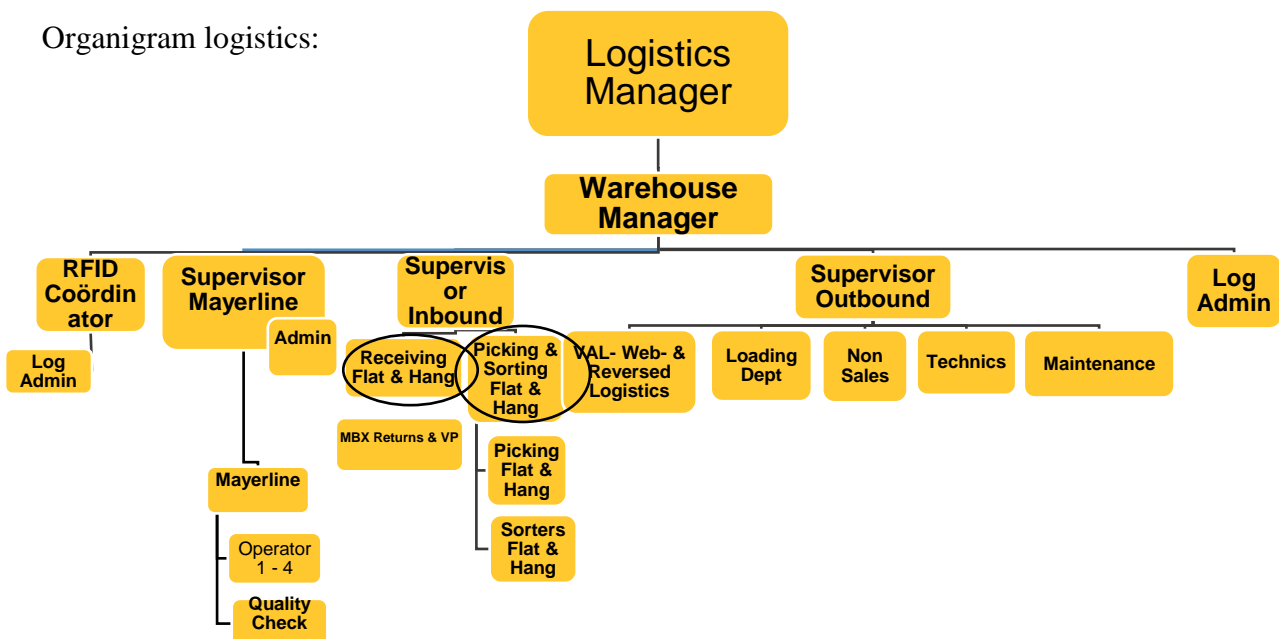 Organigram logistics:
Logistics
Manager
Warehouse
Manager
RFID
Coördin
ator
Supervisor
Mayerline
Supervis
or
Inbound
Supervisor
Outbound
Log
Admin
Log
Admin
Admin
Receiving
Flat & Hang
Picking &
Sorting
Flat &
Hang
VAL- Web- &
Reversed
Logistics
Loading
Dept
Non
Sales
Technics
Maintenance
MBX Returns & VP
Mayerline
Picking
Flat &
Hang
Operator
1 - 4
Sorters
Flat &
Hang
Quality
Check